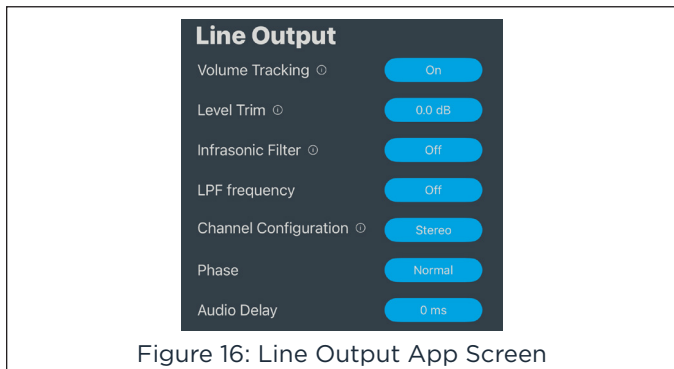 Line Output
Volume Tracking ⓘ On
Level Trim ⓘ 0.0 dB
Infrasonic Filter ⓘ Off
LPF frequency Off
Channel Configuration ⓘ Stereo
Phase Normal
Audio Delay 0 ms
Figure 16: Line Output App Screen